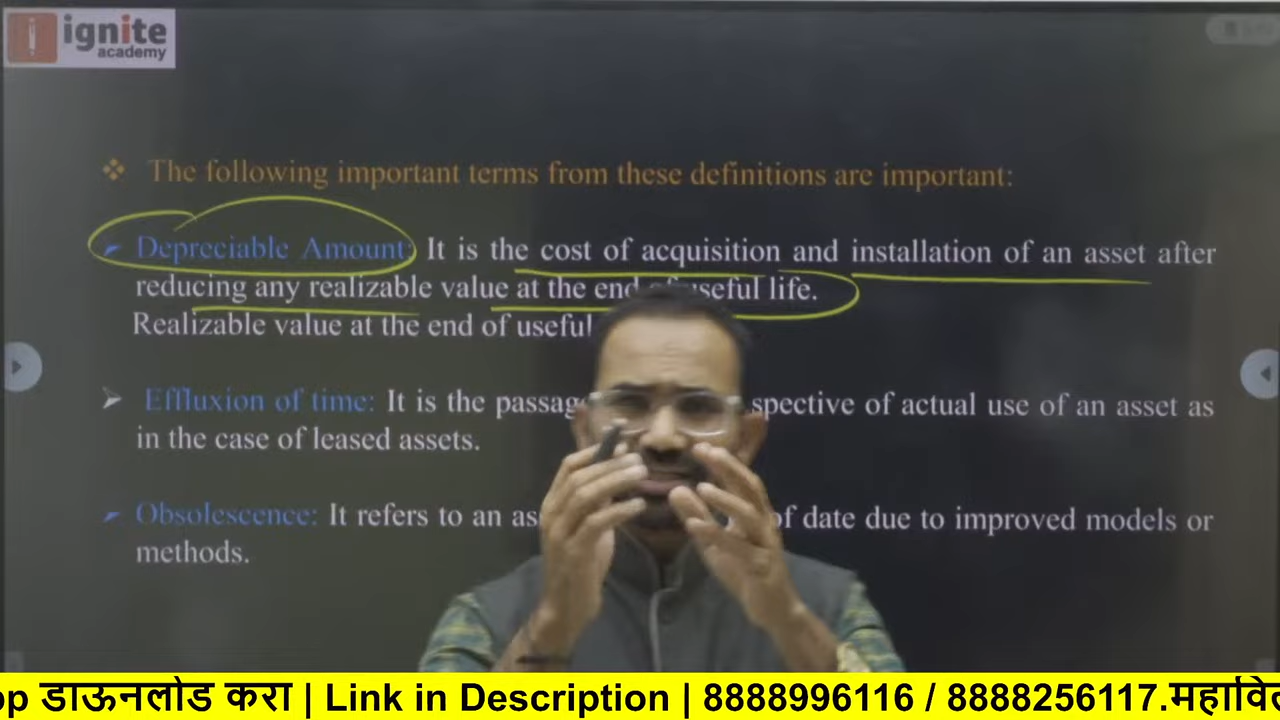 ignite
academy
The following important terms from these definitions are important:
Depreciable Amount: It is the cost of acquisition and installation of an asset after
reducing any realizable value at the end of useful life.
Realizable value at the end of useful
Effluxion of time: It is the spective of actual use of an asset as
in the case of leased assets.
Obsolescence: It refers to an of date due to improved models or
methods.
डाऊनलोड करा | Link in Description | 8888996116 / 8888256117.